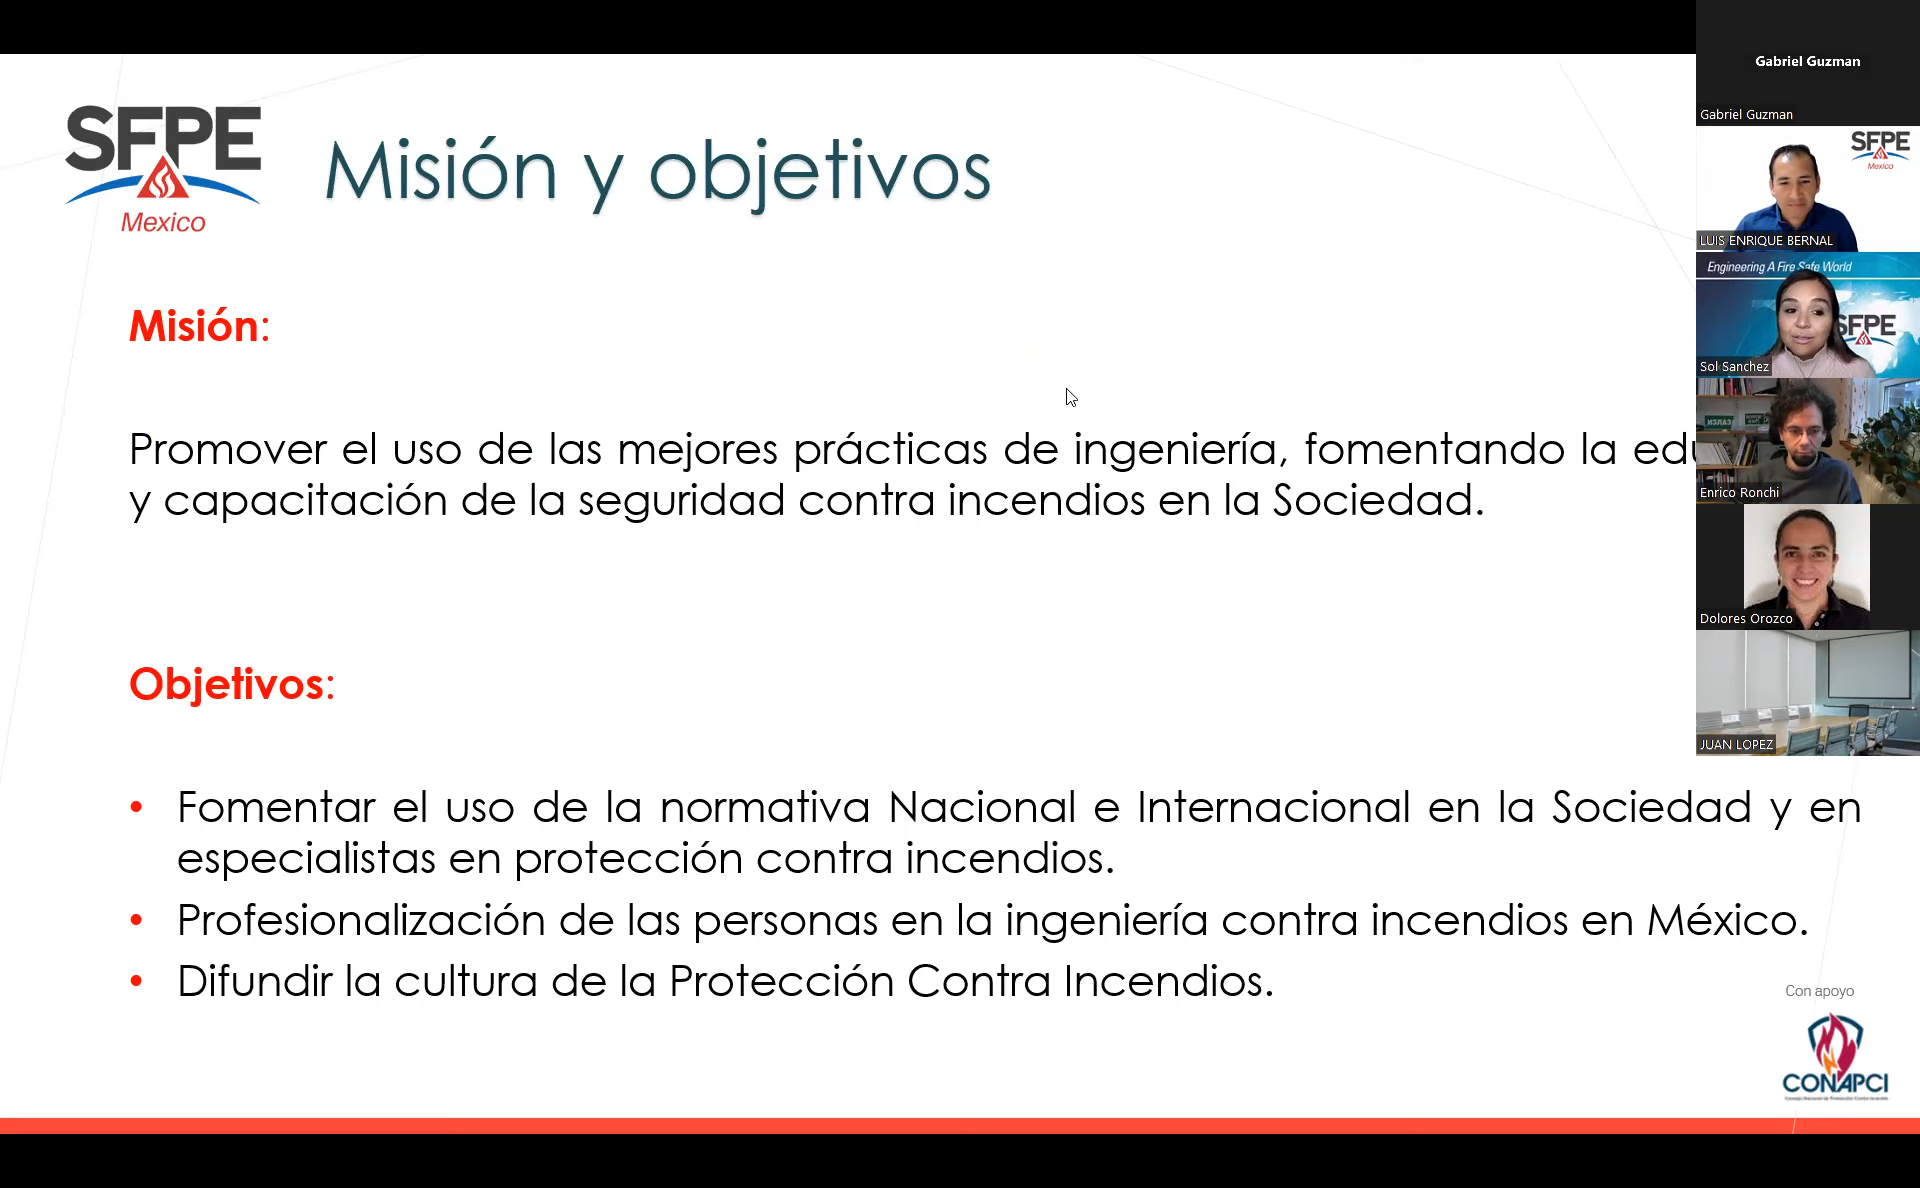 SFPE
Mexico
Misión y objetivos
Misión:
Promover el uso de las mejores prácticas de ingeniería, fomentando la edu
y capacitación de la seguridad contra incendios en la Sociedad.
Objetivos:
• Fomentar el uso de la normativa Nacional e Internacional en la Sociedad y en
especialistas en protección contra incendios.
• Profesionalización de las personas en la ingeniería contra incendios en México.
• Difundir la cultura de la Protección Contra Incendios.
Con apoyo
CONAPCI
Gabriel Guzman
Gabriel Guzman
SFPE
Mexico
LUIS ENRIQUE BERNAL
Engineering A Fire Safe World
SFPE
Sol Sanchez
Enrico Ronchi
Dolores Orozco
JUAN LOPEZ